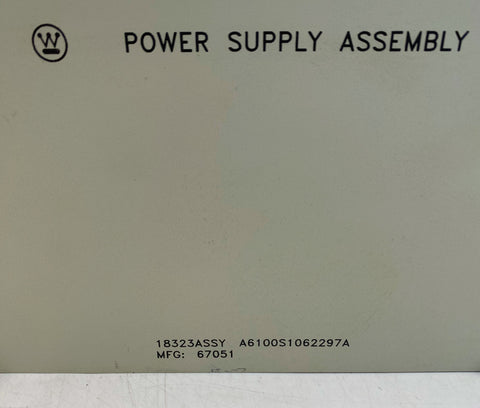 POWER SUPPLY ASSEMBLY
18323ASSY A6100S1062297A
MFG: 67051